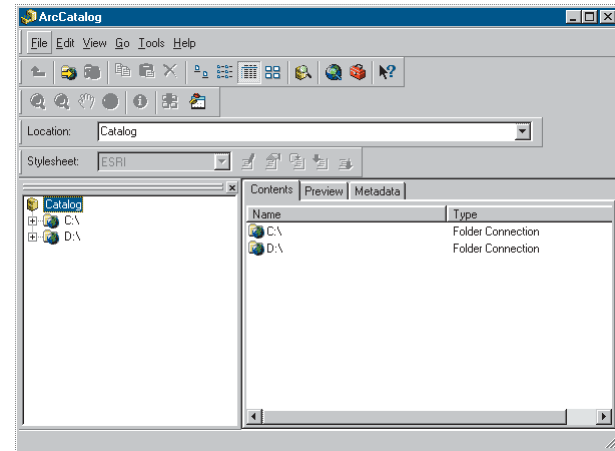 ArcCatalog
File Edit View Go Tools Help
Location: Catalog
Stylesheet: ESRI
Catalog
C:\
D:\
Contents Preview Metadata
Name Type
C:\ Folder Connection
D:\ Folder Connection